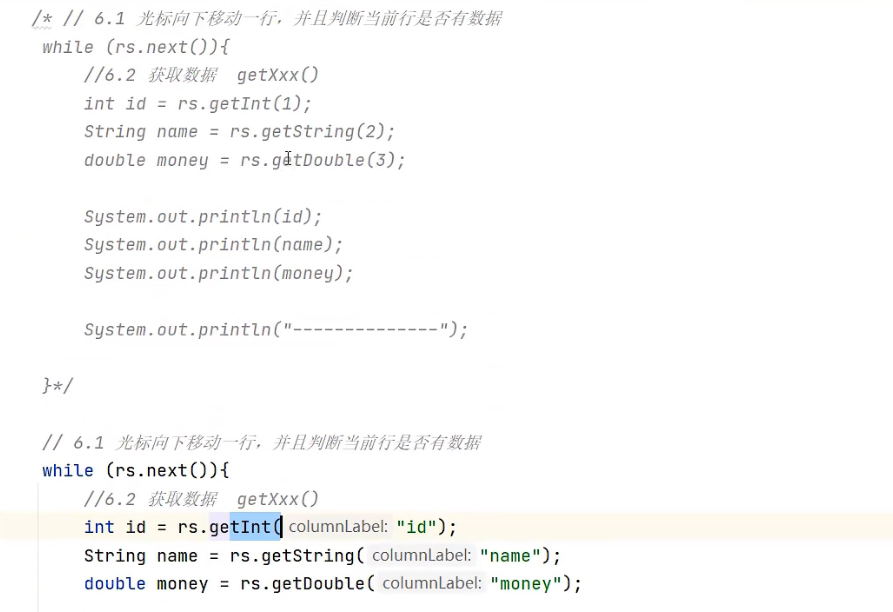 /* // 6.1 光标向下移动一行，并且判断当前行是否有数据
while (rs.next()){
//6.2 获取数据 getXxx()
int id = rs.getInt(1);
String name = rs.getString(2);
double money = rs.getDouble(3);
System.out.println(id);
System.out.println(name);
System.out.println(money);
System.out.println("--------------");
}*/
// 6.1 光标向下移动一行，并且判断当前行是否有数据
while (rs.next()){
//6.2 获取数据 getXxx()
int id = rs.getInt( columnLabel: "id");
String name = rs.getString( columnLabel: "name");
double money = rs.getDouble( columnLabel: "money");